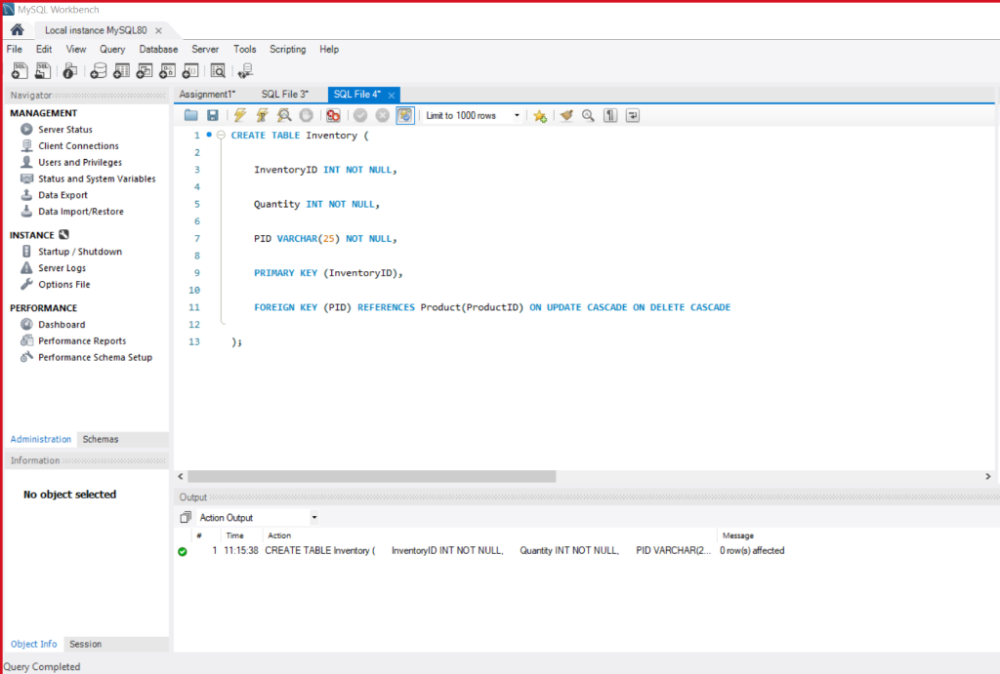 MySQL Workbench
Local instance MySQL80 ×
File Edit View Query Database Server Tools Scripting Help
Navigator
MANAGEMENT
Server Status
Client Connections
Users and Privileges
Status and System Variables
Data Export
Data Import/Restore
INSTANCE
Startup / Shutdown
Server Logs
Options File
PERFORMANCE
Dashboard
Performance Reports
Performance Schema Setup
Administration Schemas
Information
No object selected
Object Info Session
Assignment1* SQL File 3* SQL File 4* ×
Limit to 1000 rows
1 CREATE TABLE Inventory (
2
3 InventoryID INT NOT NULL,
4
5 Quantity INT NOT NULL,
6
7 PID VARCHAR(25) NOT NULL,
8
9 PRIMARY KEY (InventoryID),
10
11 FOREIGN KEY (PID) REFERENCES Product(ProductID) ON UPDATE CASCADE ON DELETE CASCADE
12
13 );
Output
Action Output
# Time Action Message
1 11:15:38 CREATE TABLE Inventory ( InventoryID INT NOT NULL, Quantity INT NOT NULL, PID VARCHAR(2... 0 row(s) affected
Query Completed